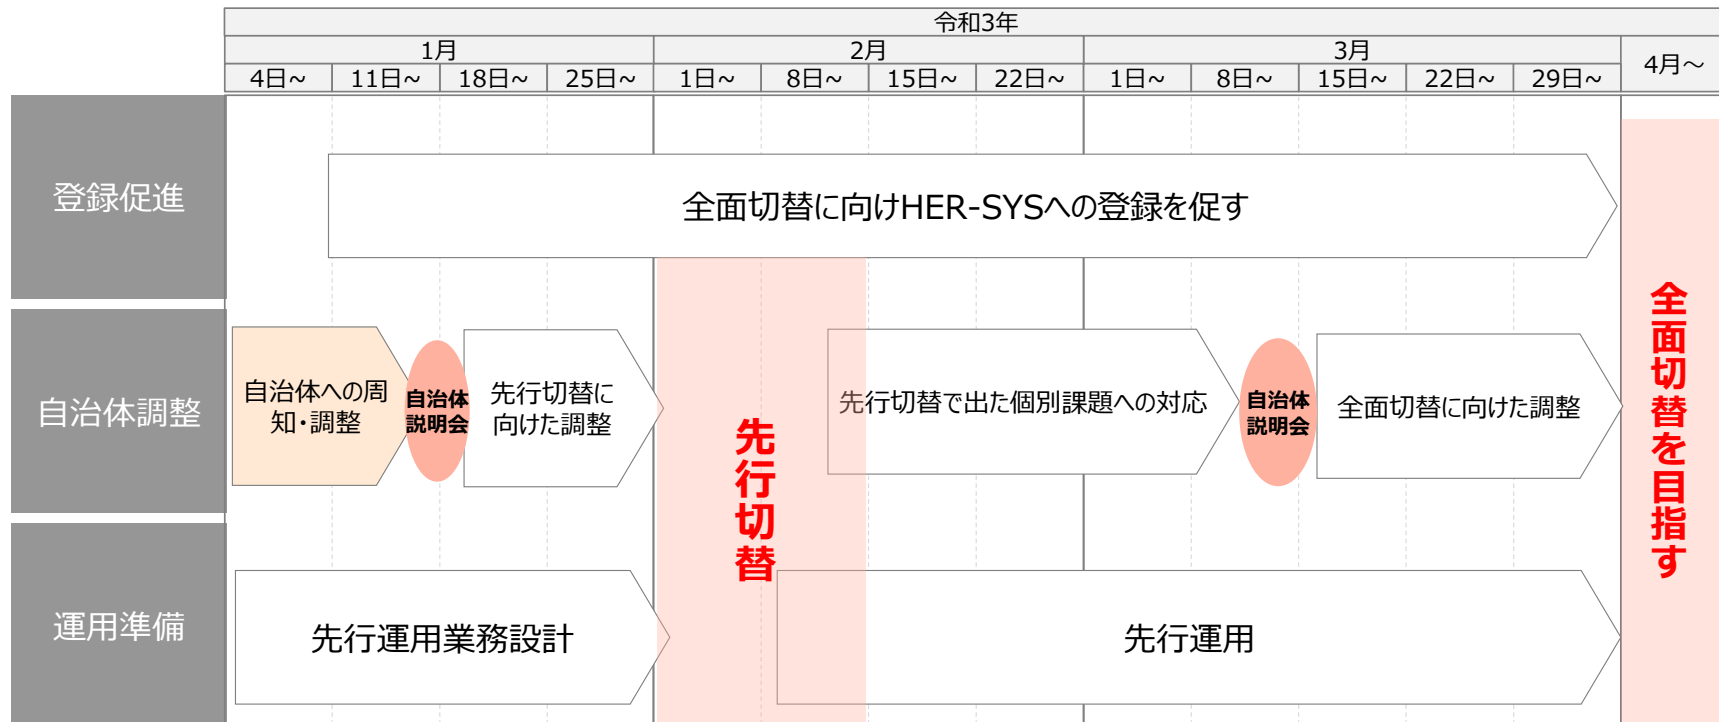 令和3年
1月
2月
3月
4月～
4日~
11日~
18日~
25日~
1日~
8日~
15日~
22日~
1日~
8日~
15日~
22日~
29日~
登録促進
全面切替に向けHER-SYSへの登録を促す
自治体調整
自治体への周
知・調整
自治体
説明会
先行切替に
向けた調整
先行切替で出た個別課題への対応
自治体
説明会
全面切替に向けた調整
運用準備
先行運用業務設計
先行切替
先行運用
全面切替を目指す